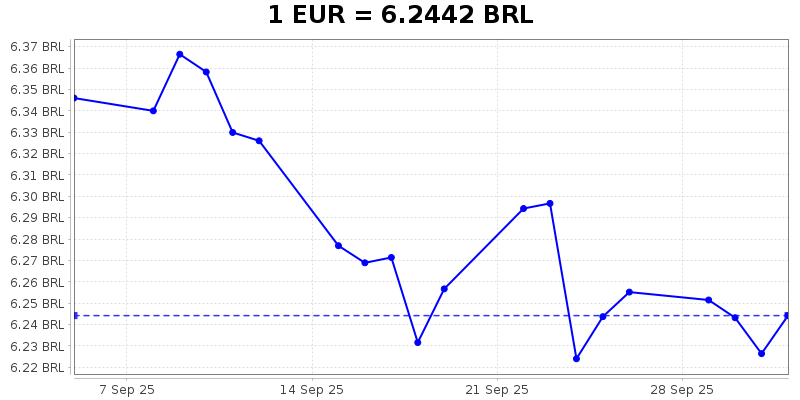 1 EUR = 6.2442 BRL
6.37 BRL
6.36 BRL
6.35 BRL
6.34 BRL
6.33 BRL
6.32 BRL
6.31 BRL
6.30 BRL
6.29 BRL
6.28 BRL
6.27 BRL
6.26 BRL
6.25 BRL
6.24 BRL
6.23 BRL
6.22 BRL
7 Sep 25 14 Sep 25 21 Sep 25 28 Sep 25